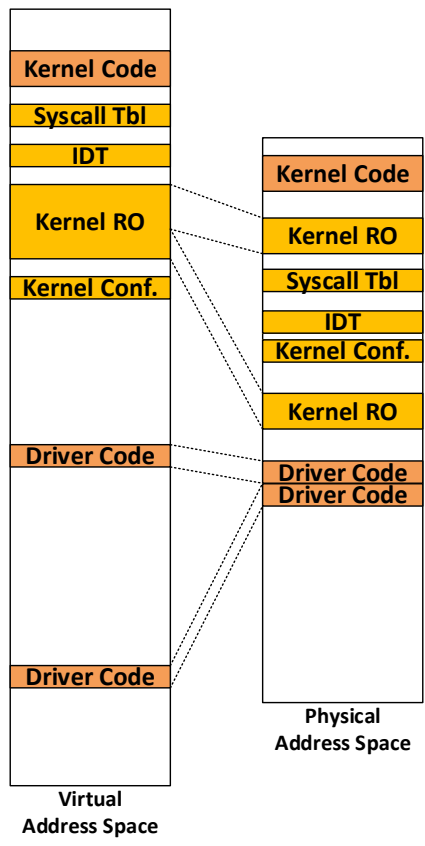 Kernel Code
Syscall Tbl
IDT
Kernel RO
Kernel Conf.
Driver Code
Driver Code
Virtual
Address Space
Kernel Code
Kernel RO
Syscall Tbl
IDT
Kernel Conf.
Kernel RO
Driver Code
Driver Code
Physical
Address Space